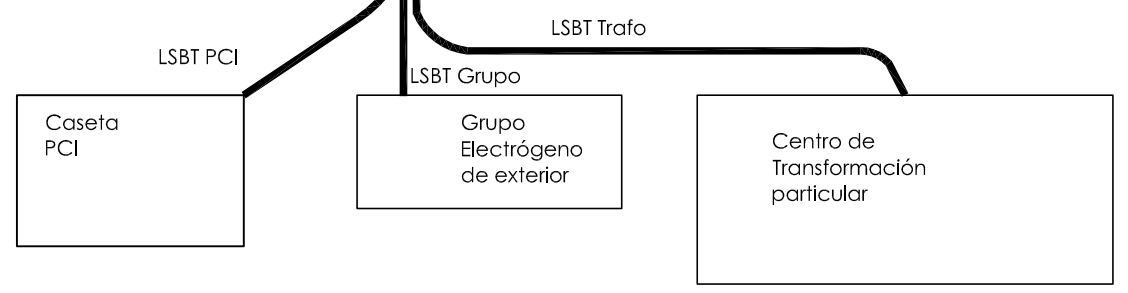 LSBT Trafo
LSBT PCI
LSBT Grupo
Caseta
PCI
Grupo
Electrógeno
de exterior
Centro de
Transformación
particular